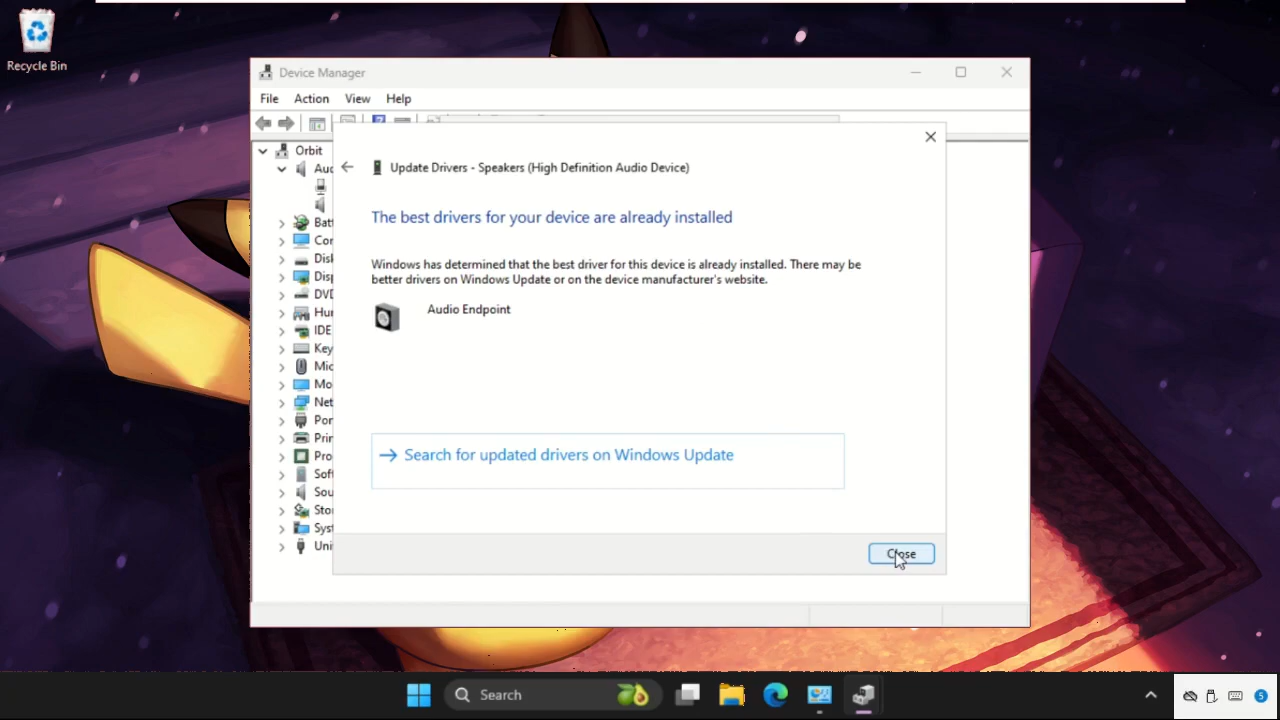 Recycle Bin
Device Manager
File Action View Help
Orbit
Update Drivers - Speakers (High Definition Audio Device)
The best drivers for your device are already installed
Windows has determined that the best driver for this device is already installed. There may be
better drivers on Windows Update or on the device manufacturer's website.
Audio Endpoint
Search for updated drivers on Windows Update
Close
Search
5